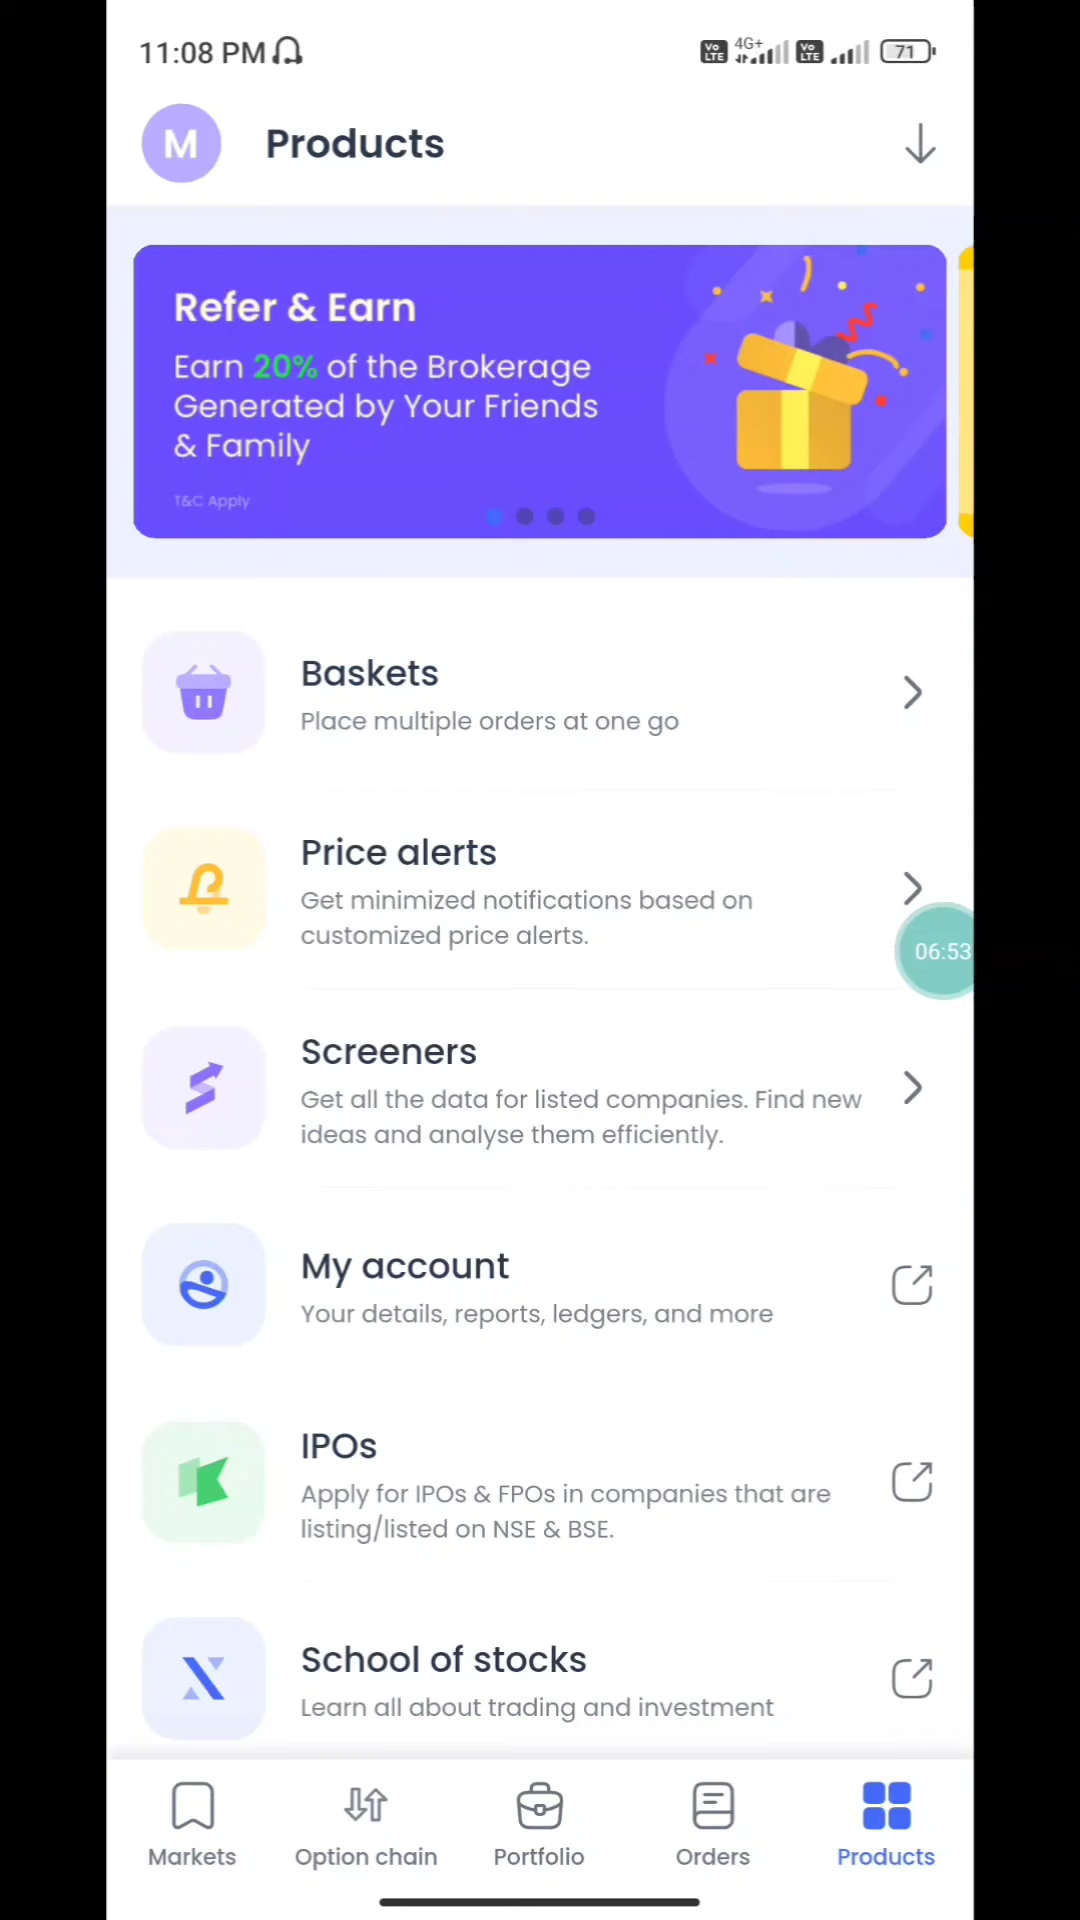 11:08 PM
Vo LTE 4G+ Vo LTE 71
M Products
Refer & Earn
Earn 20% of the Brokerage
Generated by Your Friends
& Family
T&C Apply
Baskets
Place multiple orders at one go
Price alerts
Get minimized notifications based on
customized price alerts.
06:53
Screeners
Get all the data for listed companies. Find new
ideas and analyse them efficiently.
My account
Your details, reports, ledgers, and more
IPOs
Apply for IPOs & FPOs in companies that are
listing/listed on NSE & BSE.
School of stocks
Learn all about trading and investment
Markets Option chain Portfolio Orders Products